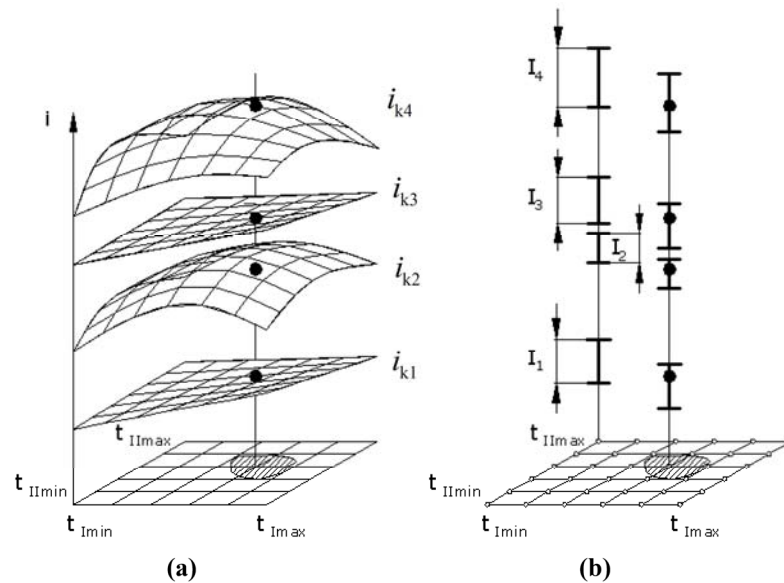 i
i_k4
i_k3
i_k2
i_k1
t_IImax
t_IImin
t_Imin
t_Imax
(a)
I_4
I_3
I_2
I_1
t_IImax
t_IImin
t_Imin
t_Imax
(b)